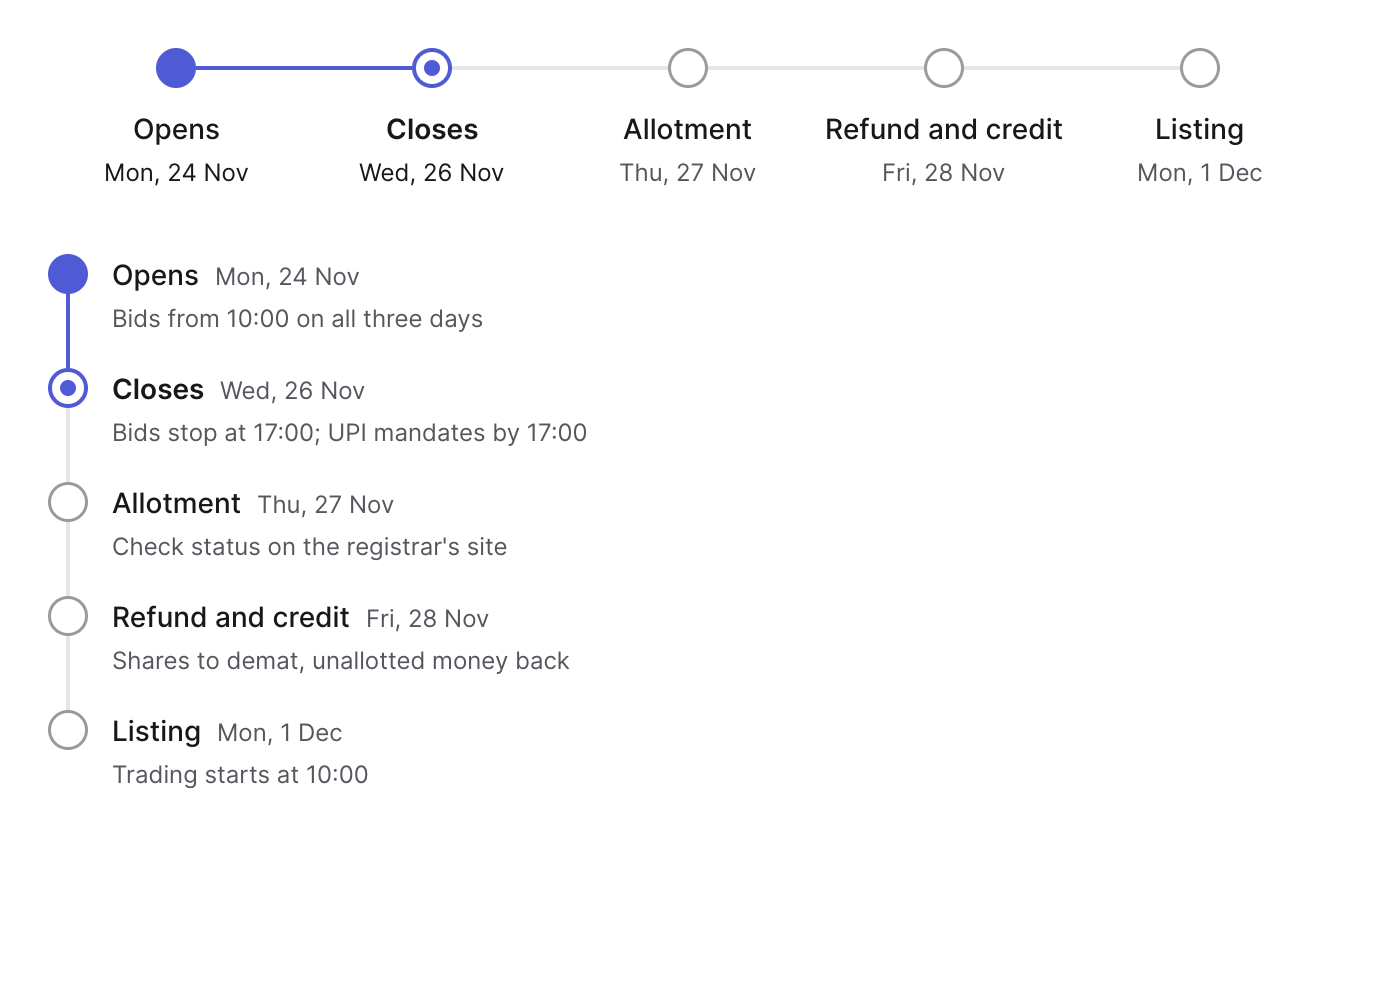 Opens Closes Allotment Refund and credit Listing
Mon, 24 Nov Wed, 26 Nov Thu, 27 Nov Fri, 28 Nov Mon, 1 Dec
Opens Mon, 24 Nov
Bids from 10:00 on all three days
Closes Wed, 26 Nov
Bids stop at 17:00; UPI mandates by 17:00
Allotment Thu, 27 Nov
Check status on the registrar's site
Refund and credit Fri, 28 Nov
Shares to demat, unallotted money back
Listing Mon, 1 Dec
Trading starts at 10:00